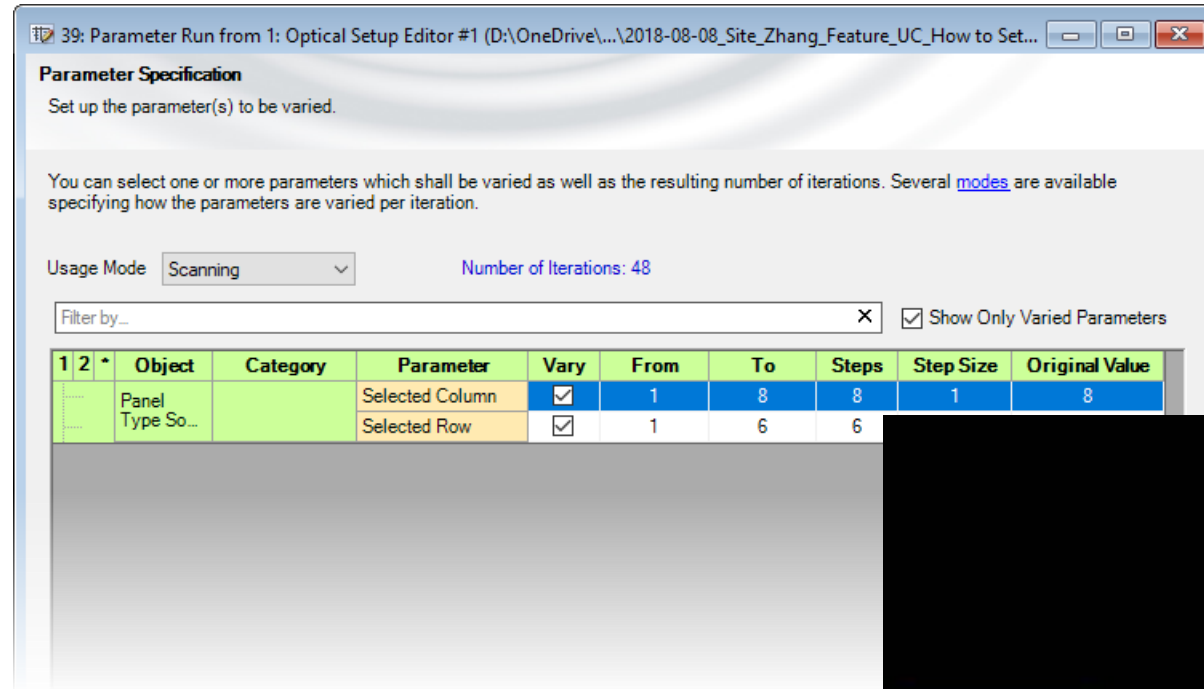 39: Parameter Run from 1: Optical Setup Editor #1 (D:\OneDrive\...\2018-08-08_Site_Zhang_Feature_UC_How to Set...
Parameter Specification
Set up the parameter(s) to be varied.
You can select one or more parameters which shall be varied as well as the resulting number of iterations. Several modes are available
specifying how the parameters are varied per iteration.
Usage Mode Scanning Number of Iterations: 48
Filter by... Show Only Varied Parameters
1 2 * Object Category Parameter Vary From To Steps Step Size Original Value
Panel Type So... Selected Column 1 8 8 1 8
Selected Row 1 6 6